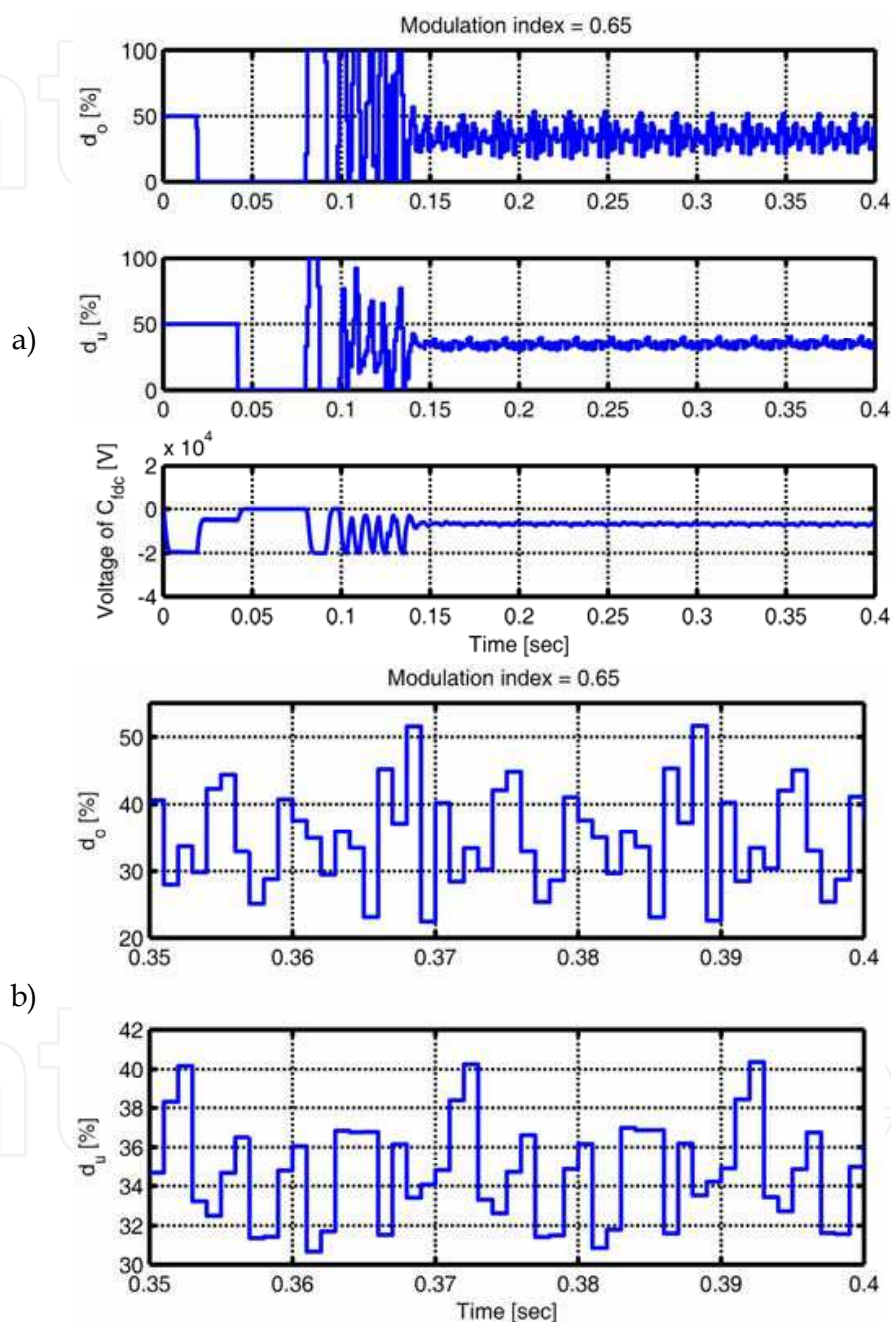 Modulation index = 0.65
100
50
0
d_o [%]
0 0.05 0.1 0.15 0.2 0.25 0.3 0.35 0.4
a)
100
50
0
d_u [%]
0 0.05 0.1 0.15 0.2 0.25 0.3 0.35 0.4
x 10^4
2
0
-2
-4
Voltage of C_fdc [V]
0 0.05 0.1 0.15 0.2 0.25 0.3 0.35 0.4
Time [sec]
Modulation index = 0.65
50
40
30
20
d_o [%]
0.35 0.36 0.37 0.38 0.39 0.4
b)
42
40
38
36
34
32
30
d_u [%]
0.35 0.36 0.37 0.38 0.39 0.4
Time [sec]